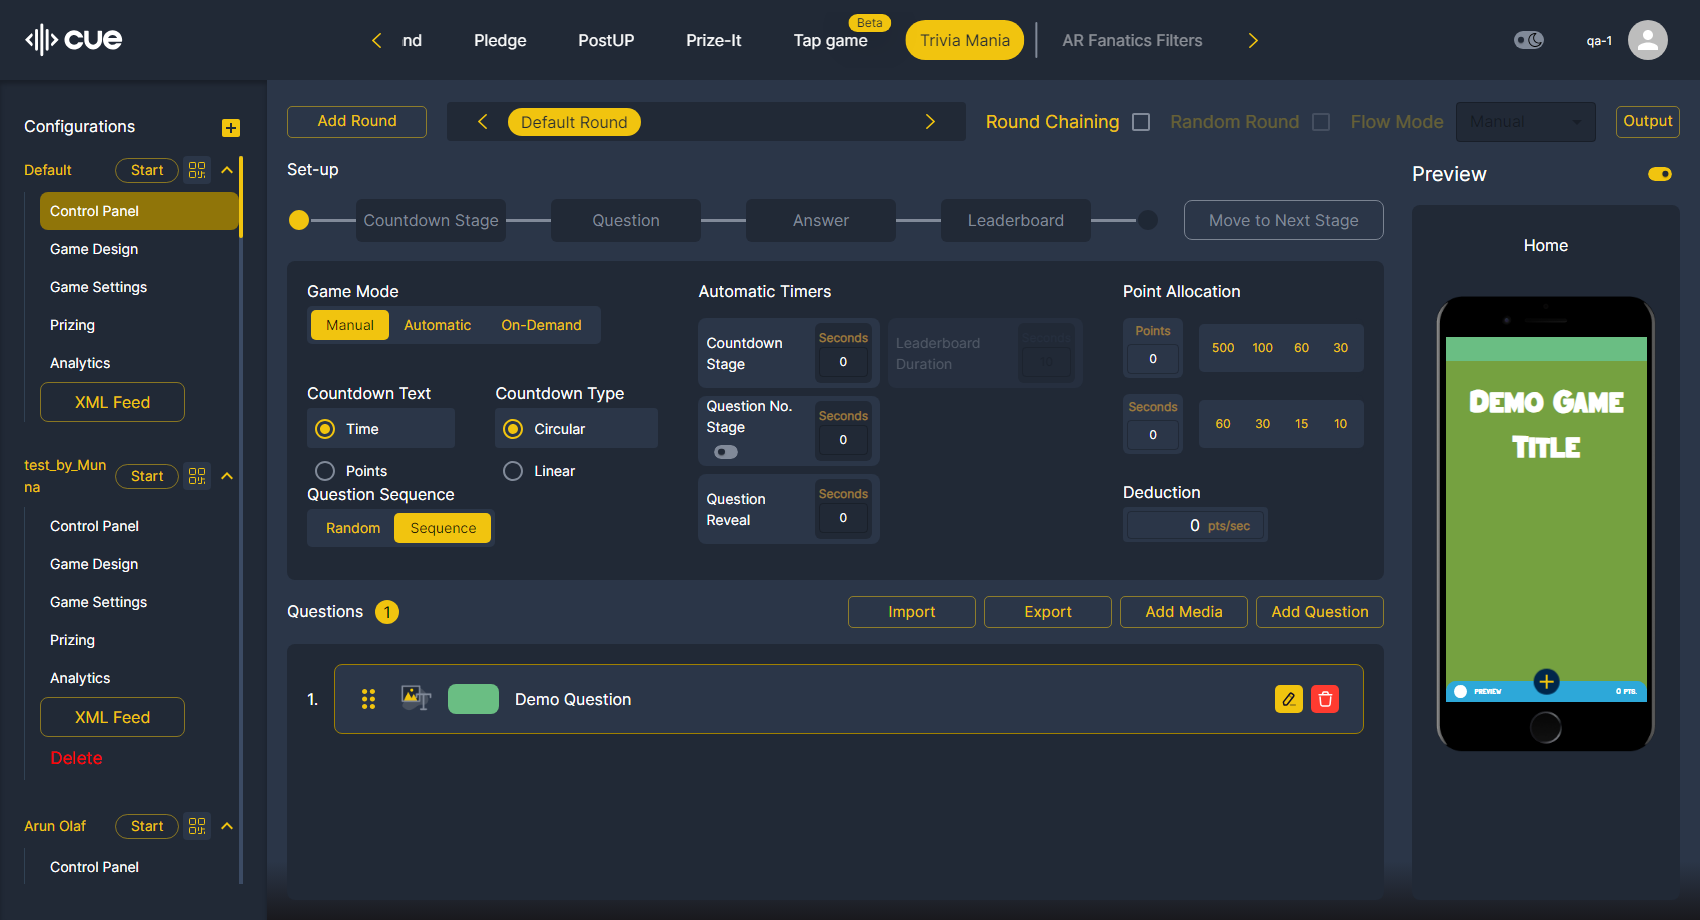 cue
nd
Pledge
PostUP
Prize-It
Tap game
Beta
Trivia Mania
AR Fanatics Filters
qa-1
Configurations
Default
Start
Control Panel
Game Design
Game Settings
Prizing
Analytics
XML Feed
test_by_Mun
na
Start
Control Panel
Game Design
Game Settings
Prizing
Analytics
XML Feed
Delete
Arun Olaf
Start
Control Panel
Add Round
Default Round
Round Chaining
Random Round
Flow Mode
Manual
Output
Set-up
Countdown Stage
Question
Answer
Leaderboard
Move to Next Stage
Game Mode
Manual
Automatic
On-Demand
Countdown Text
Time
Points
Countdown Type
Circular
Linear
Question Sequence
Random
Sequence
Automatic Timers
Countdown
Stage
Seconds
0
Leaderboard
Duration
Seconds
10
Question No.
Stage
Seconds
0
Question
Reveal
Seconds
0
Point Allocation
Points
0
500 100 60 30
Seconds
0
60 30 15 10
Deduction
0 pts/sec
Questions 1
Import
Export
Add Media
Add Question
1.
Demo Question
Preview
Home
Demo Game
Title
PREVIEW
0 PTS.